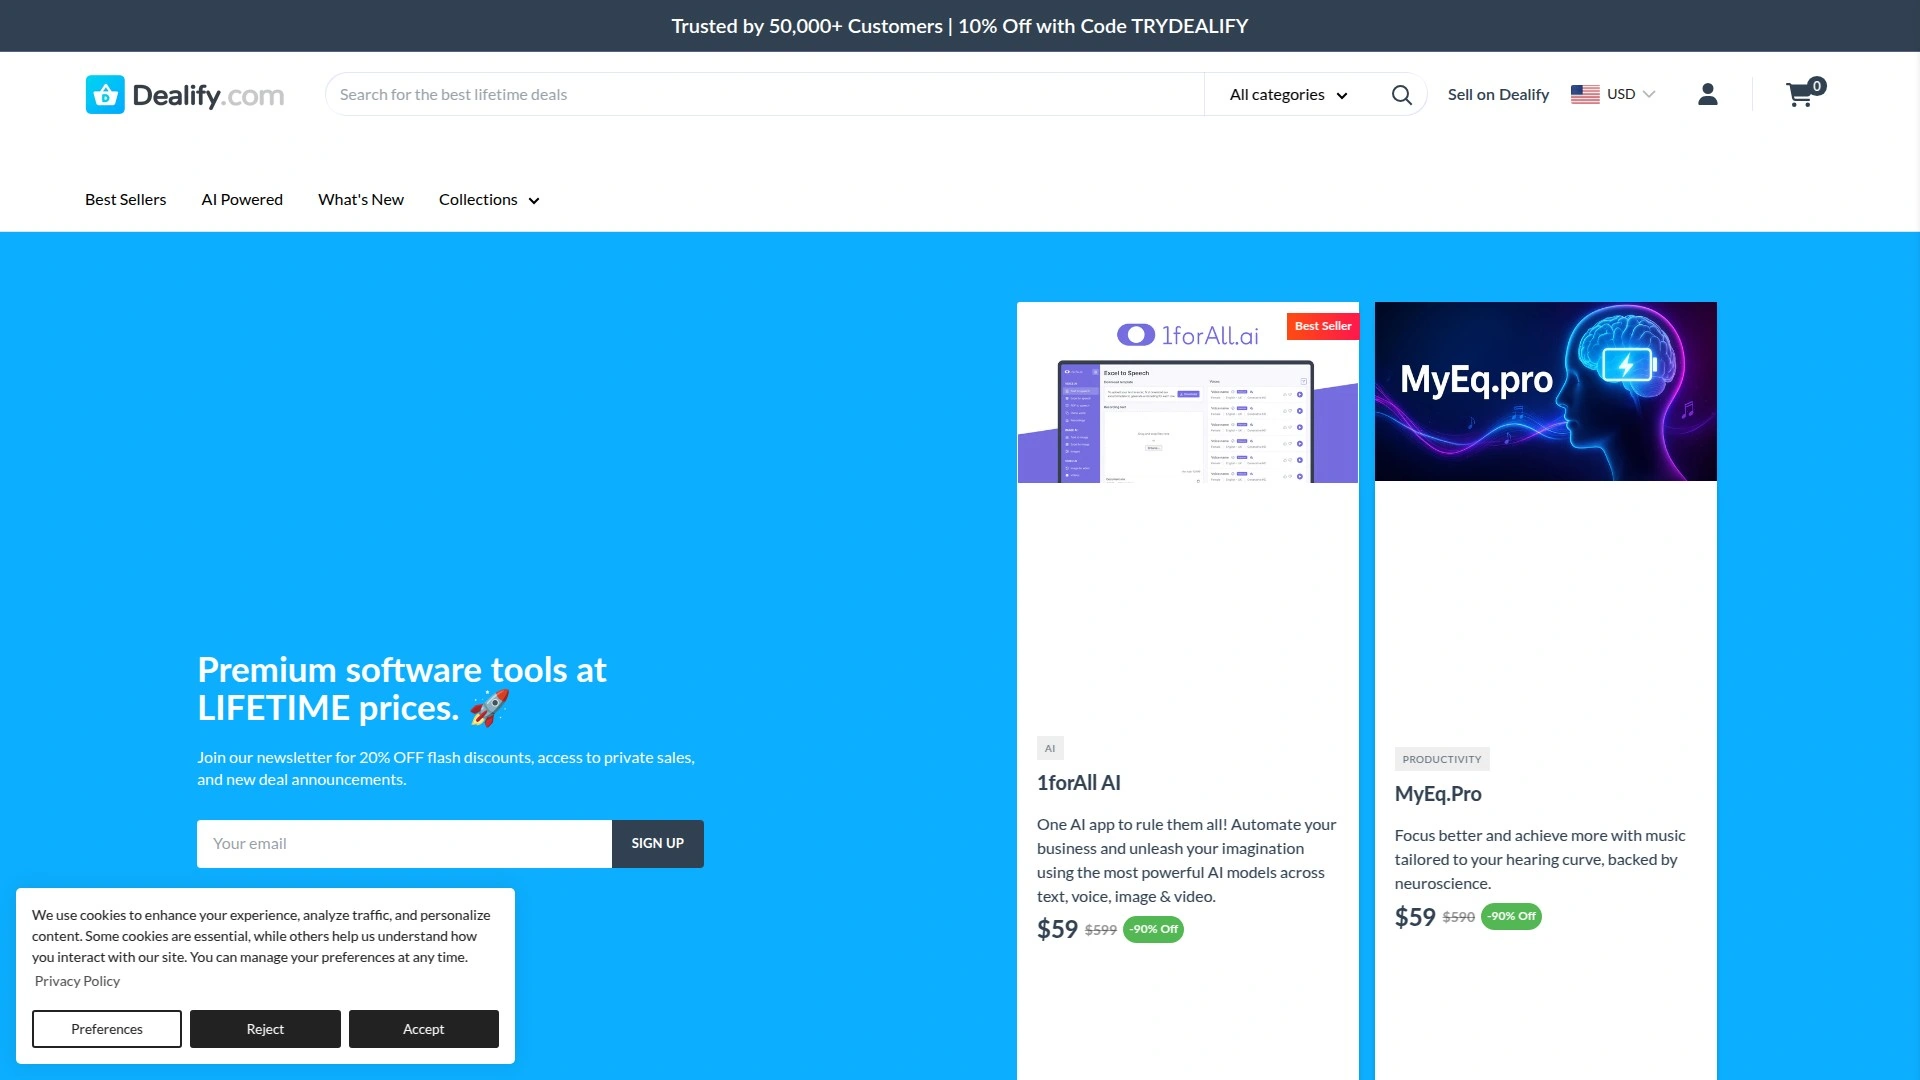 Trusted by 50,000+ Customers | 10% Off with Code TRYDEALIFY
Dealify.com
Search for the best lifetime deals
All categories
Sell on Dealify
USD
0
Best Sellers
AI Powered
What's New
Collections
Premium software tools at
LIFETIME prices. 🚀
Join our newsletter for 20% OFF flash discounts, access to private sales,
and new deal announcements.
Your email
SIGN UP
1forAll.ai
Best Seller
Excel to Speech
AI
1forAll AI
One AI app to rule them all! Automate your
business and unleash your imagination
using the most powerful AI models across
text, voice, image & video.
$59 $599 -90% Off
MyEq.pro
PRODUCTIVITY
MyEq.Pro
Focus better and achieve more with music
tailored to your hearing curve, backed by
neuroscience.
$59 $590 -90% Off
We use cookies to enhance your experience, analyze traffic, and personalize
content. Some cookies are essential, while others help us understand how
you interact with our site. You can manage your preferences at any time.
Privacy Policy
Preferences
Reject
Accept